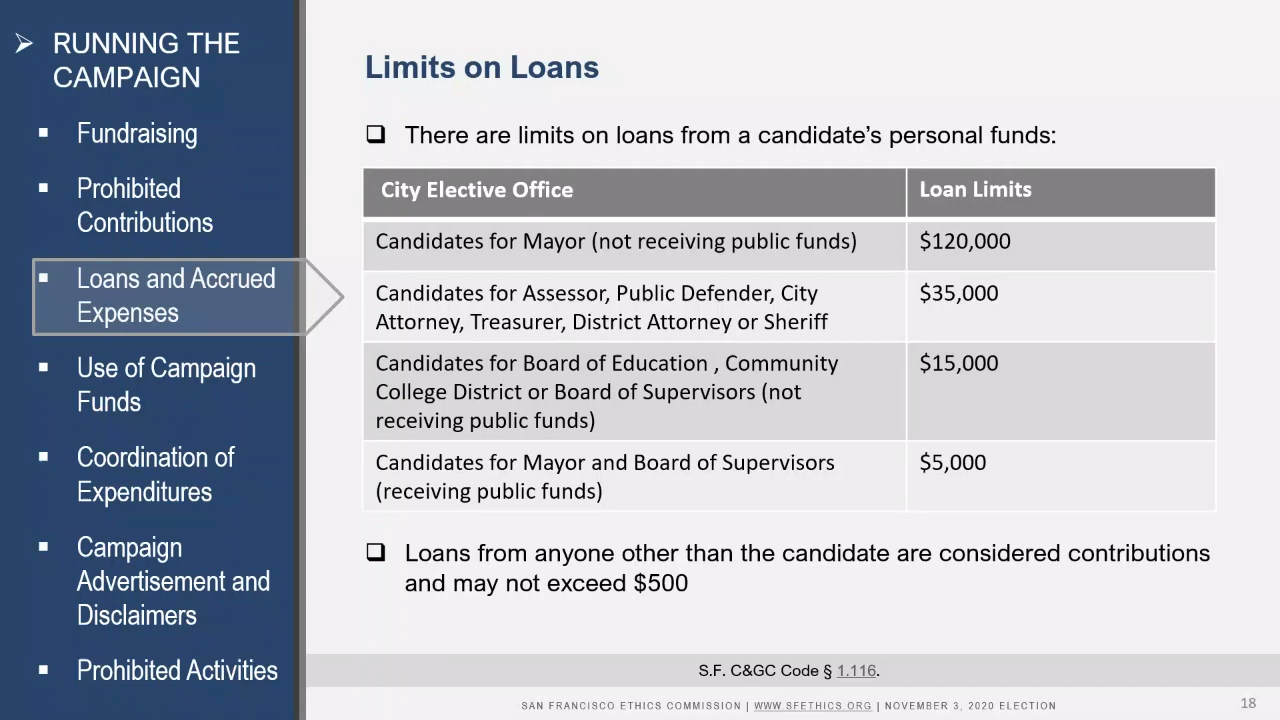 ➢ RUNNING THE
CAMPAIGN
▪ Fundraising
▪ Prohibited
Contributions
▪ Loans and Accrued
Expenses
▪ Use of Campaign
Funds
▪ Coordination of
Expenditures
▪ Campaign
Advertisement and
Disclaimers
▪ Prohibited Activities
Limits on Loans
❑ There are limits on loans from a candidate’s personal funds:
City Elective Office Loan Limits
Candidates for Mayor (not receiving public funds) $120,000
Candidates for Assessor, Public Defender, City $35,000
Attorney, Treasurer, District Attorney or Sheriff
Candidates for Board of Education , Community $15,000
College District or Board of Supervisors (not
receiving public funds)
Candidates for Mayor and Board of Supervisors $5,000
(receiving public funds)
❑ Loans from anyone other than the candidate are considered contributions
and may not exceed $500
S.F. C&GC Code § 1.116.
SAN FRANCISCO ETHICS COMMISSION | WWW.SFETHICS.ORG | NOVEMBER 3, 2020 ELECTION
18